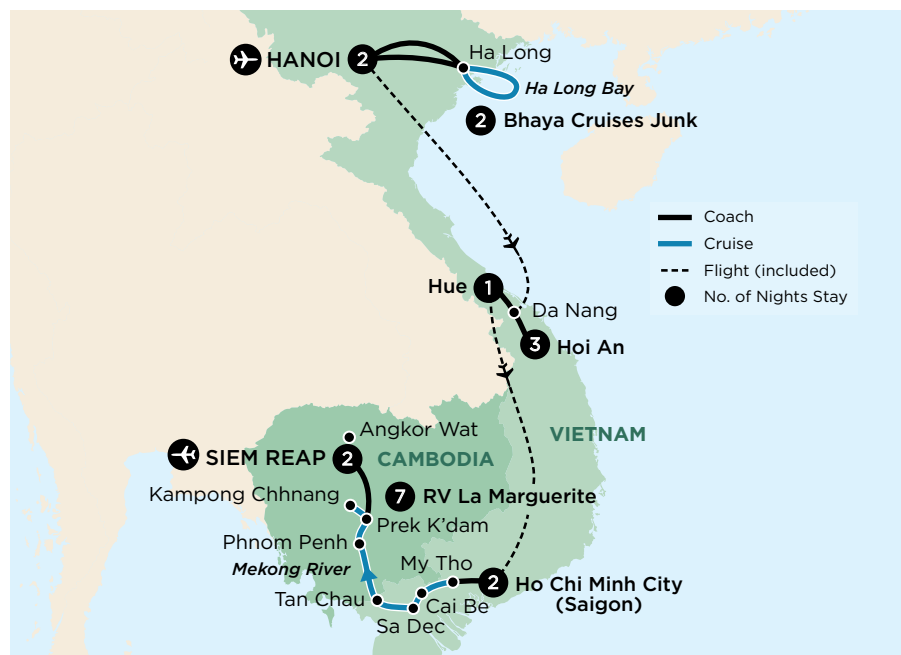 HANOI
2
Ha Long
Ha Long Bay
2
Bhaya Cruises Junk
Coach
Cruise
Flight (included)
No. of Nights Stay
Hue
1
Da Nang
3
Hoi An
VIETNAM
Angkor Wat
SIEM REAP
2
CAMBODIA
Kampong Chhnang
7
RV La Marguerite
Prek K’dam
Phnom Penh
Mekong River
My Tho
2
Ho Chi Minh City
(Saigon)
Tan Chau
Cai Be
Sa Dec